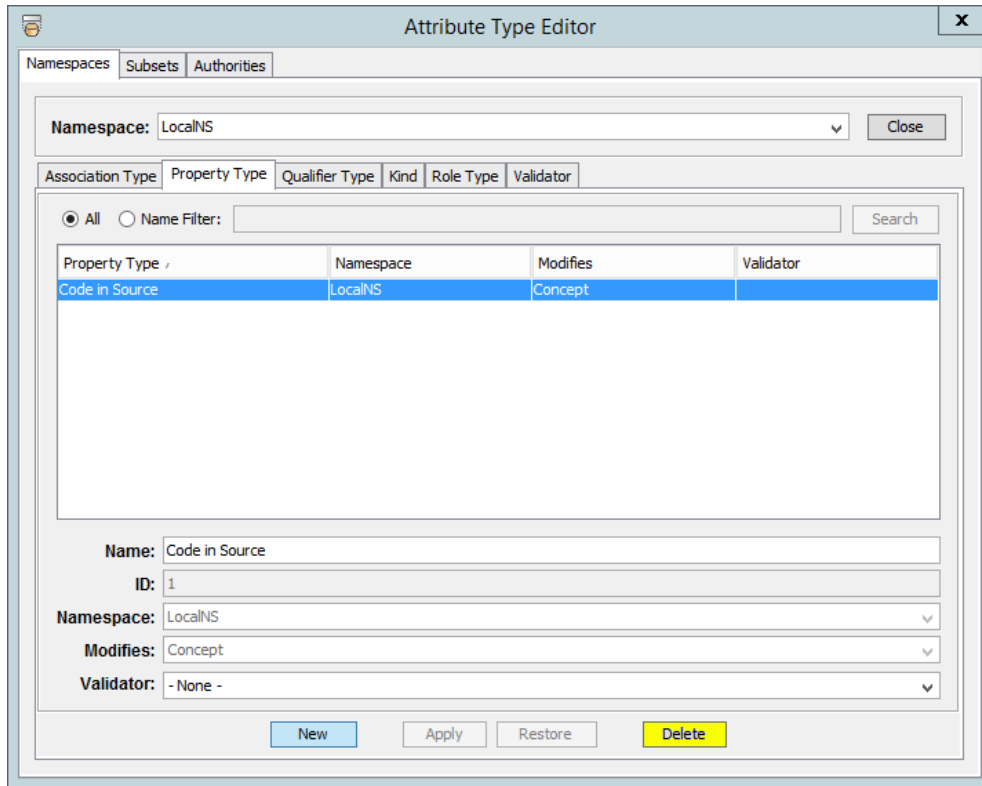 Attribute Type Editor x
Namespaces Subsets Authorities
Namespace: LocalNS Close
Association Type Property Type Qualifier Type Kind Role Type Validator
All Name Filter: Search
Property Type Namespace Modifies Validator
Code in Source LocalNS Concept
Name: Code in Source
ID: 1
Namespace: LocalNS
Modifies: Concept
Validator: - None -
New Apply Restore Delete